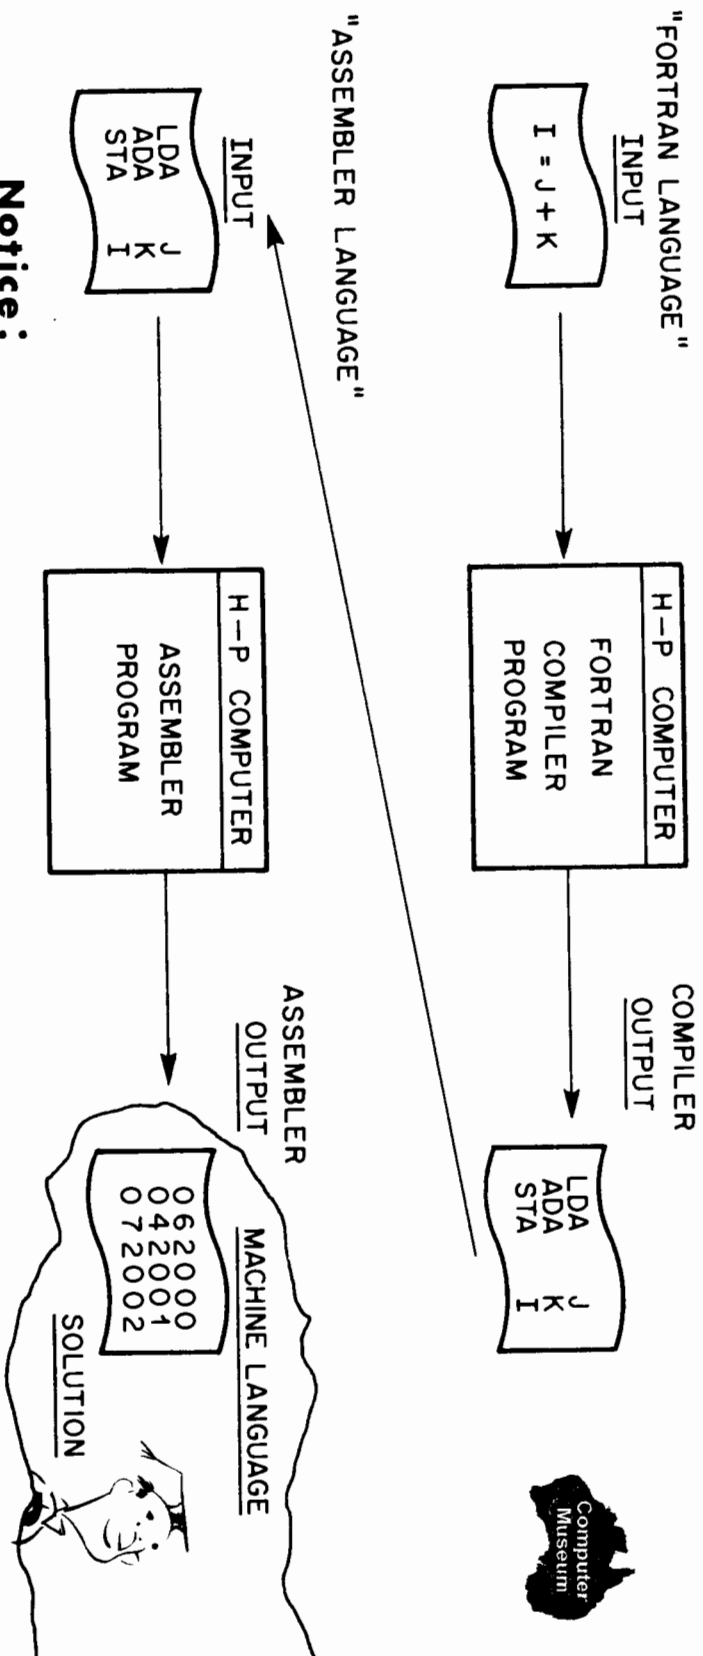 "FORTRAN LANGUAGE"
INPUT
I = J + K
H–P COMPUTER
FORTRAN
COMPILER
PROGRAM
COMPILER
OUTPUT
LDA J
ADA K
STA I
Computer
Museum
"ASSEMBLER LANGUAGE"
INPUT
LDA J
ADA K
STA I
H–P COMPUTER
ASSEMBLER
PROGRAM
ASSEMBLER
OUTPUT
MACHINE LANGUAGE
062000
042001
072002
SOLUTION
Notice: